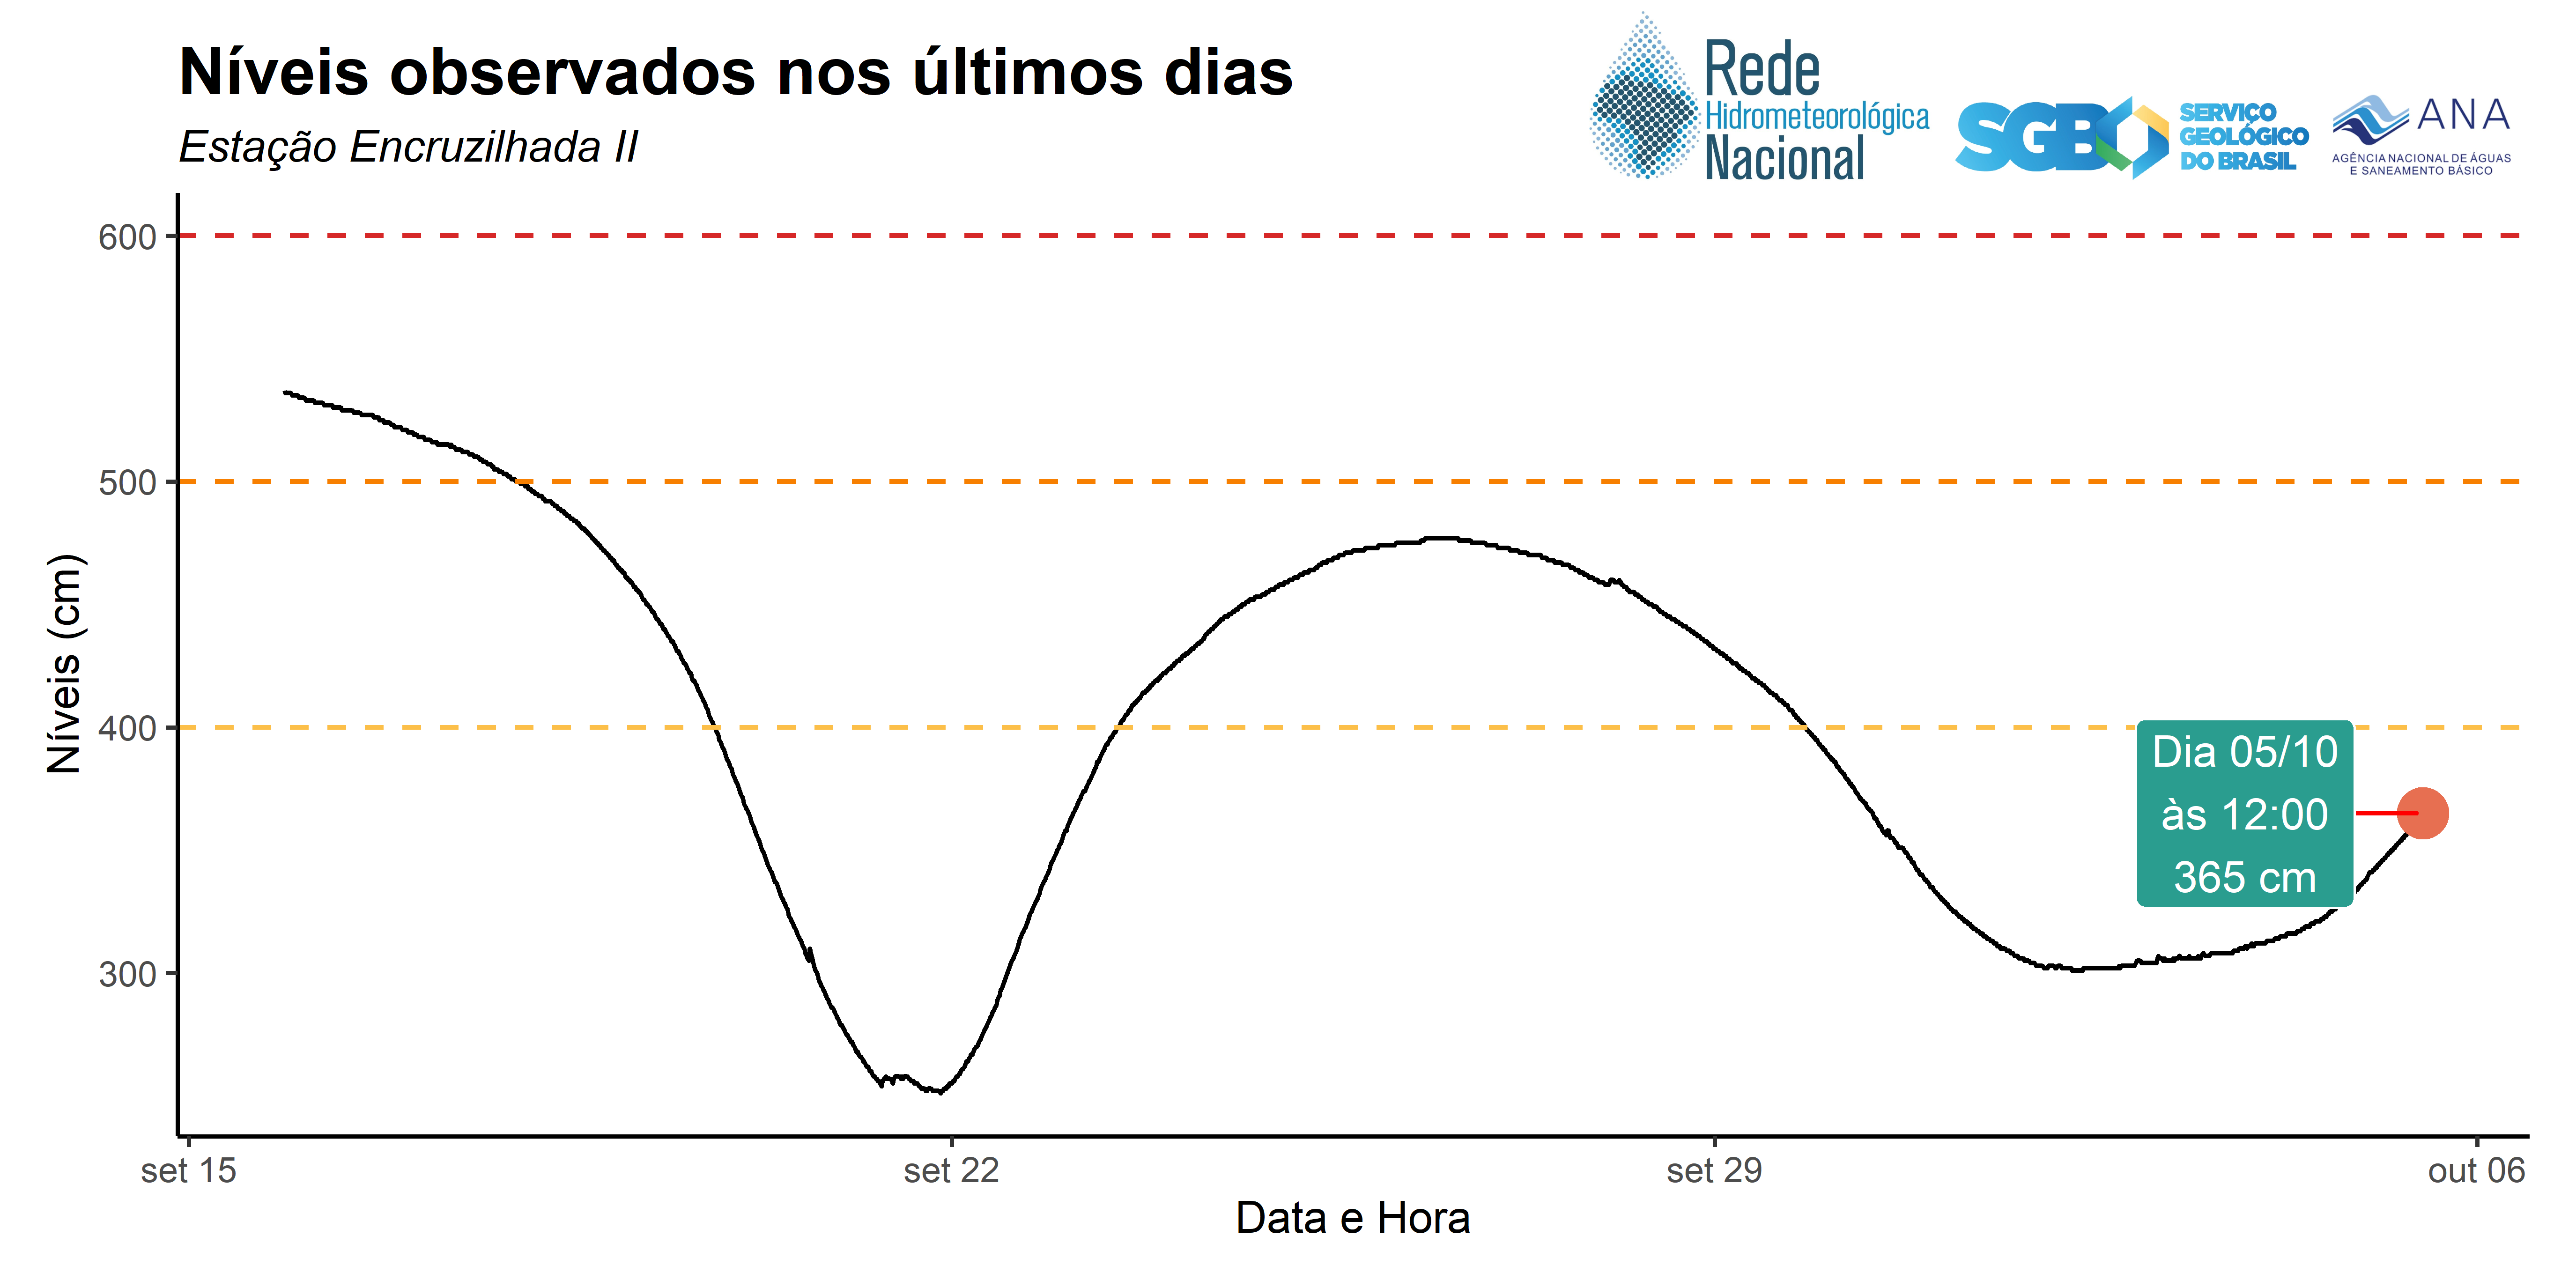 Níveis observados nos últimos dias
Estação Encruzilhada II
Rede
Hidrometeorológica
Nacional
SGB
SERVIÇO
GEOLÓGICO
DO BRASIL
ANA
AGÊNCIA NACIONAL DE ÁGUAS
E SANEAMENTO BÁSICO
Níveis (cm)
600
500
400
300
Dia 05/10
às 12:00
365 cm
set 15
set 22
set 29
out 06
Data e Hora